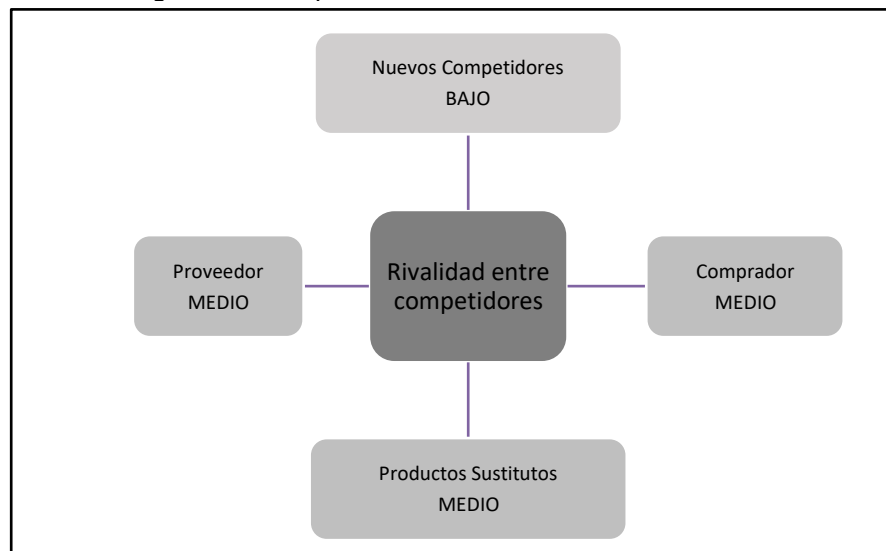 Nuevos Competidores
BAJO
Proveedor
MEDIO
Rivalidad entre
competidores
Comprador
MEDIO
Productos Sustitutos
MEDIO